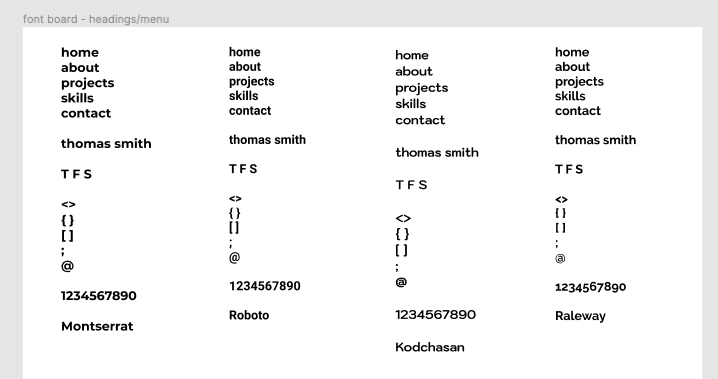 font board - headings/menu
home
about
projects
skills
contact
thomas smith
T F S
<>
{ }
[ ]
;
@
1234567890
Montserrat
home
about
projects
skills
contact
thomas smith
T F S
<>
{ }
[ ]
;
@
1234567890
Roboto
home
about
projects
skills
contact
thomas smith
T F S
<>
{ }
[ ]
;
@
1234567890
Kodchasan
home
about
projects
skills
contact
thomas smith
T F S
<>
{ }
[ ]
;
@
1234567890
Raleway